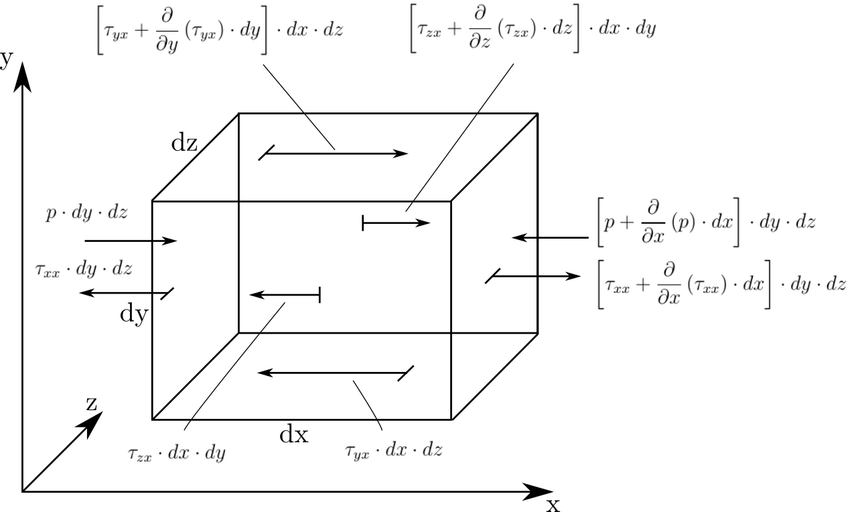 [τyx + ∂/∂y (τyx) · dy] · dx · dz
[τzx + ∂/∂z (τzx) · dz] · dx · dy
y
dz
p · dy · dz
[p + ∂/∂x (p) · dx] · dy · dz
τxx · dy · dz
[τxx + ∂/∂x (τxx) · dx] · dy · dz
dy
z
dx
τzx · dx · dy
τyx · dx · dz
x